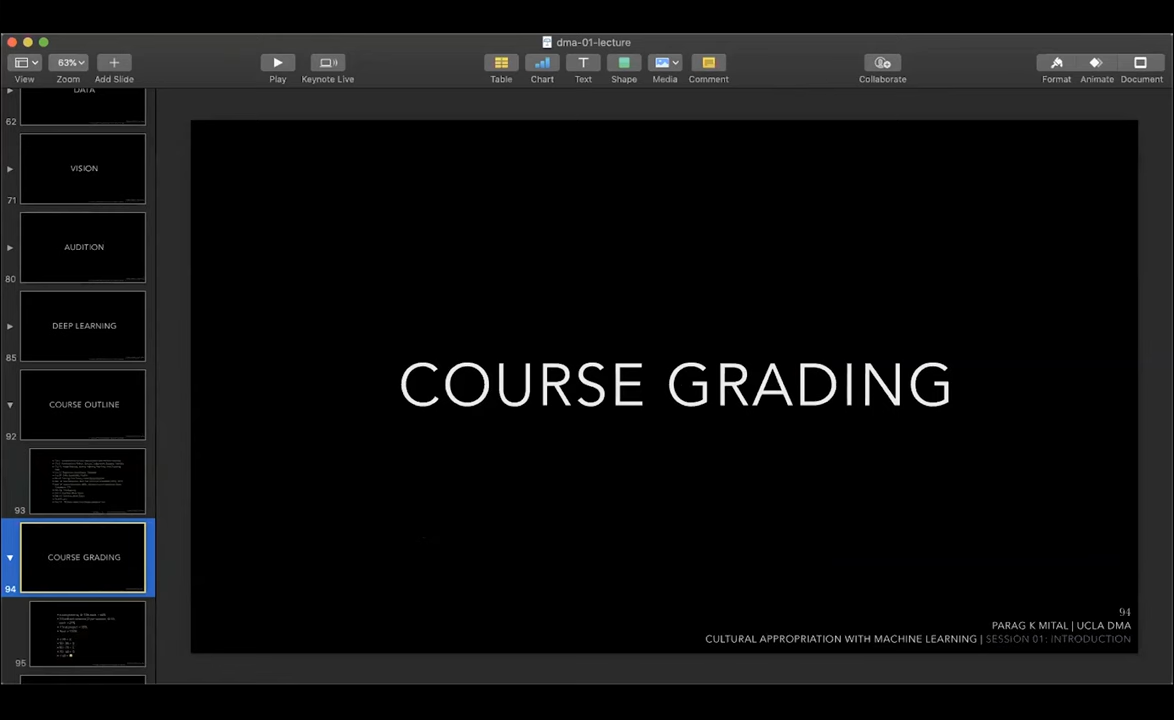 dma-01-lecture
63%
View
Zoom
Add Slide
Play
Keynote Live
Table
Chart
Text
Shape
Media
Comment
Collaborate
Format
Animate
Document
DATA
62
VISION
71
AUDITION
80
DEEP LEARNING
85
COURSE OUTLINE
92
93
COURSE GRADING
94
95
COURSE GRADING
94
PARAG K MITAL | UCLA DMA
CULTURAL APPROPRIATION WITH MACHINE LEARNING | SESSION 01: INTRODUCTION